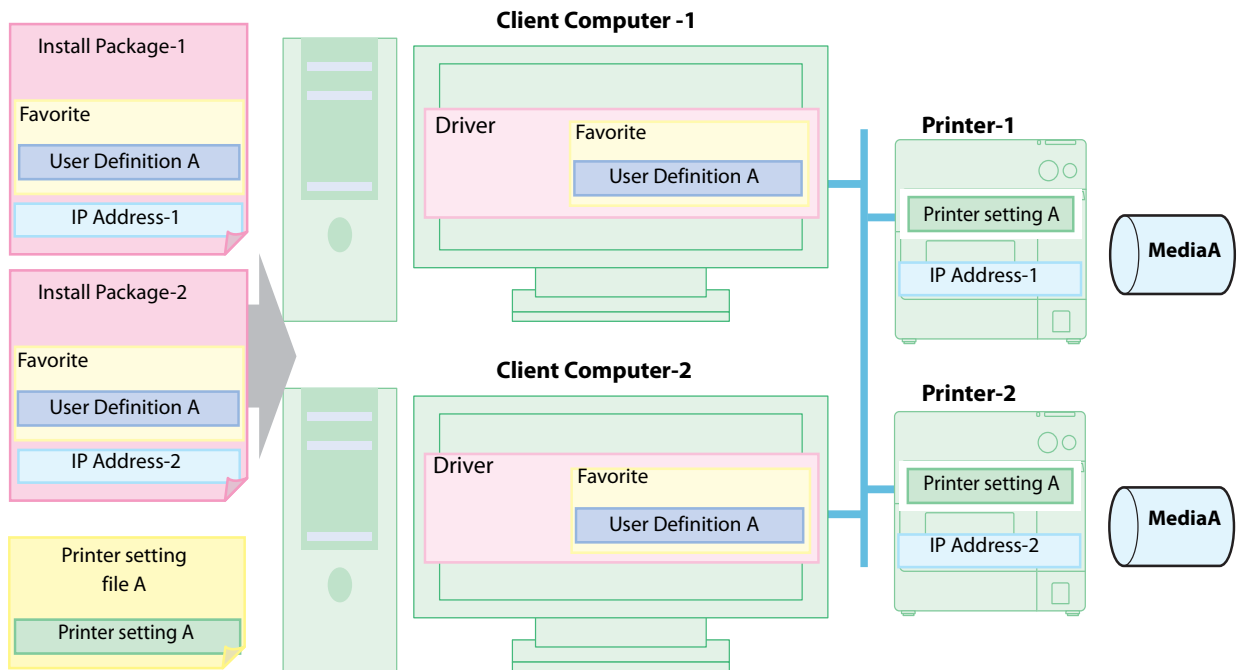 Install Package-1
Favorite
User Definition A
IP Address-1
Install Package-2
Favorite
User Definition A
IP Address-2
Printer setting
file A
Printer setting A
Client Computer -1
Driver
Favorite
User Definition A
Client Computer-2
Driver
Favorite
User Definition A
Printer-1
Printer setting A
IP Address-1
MediaA
Printer-2
Printer setting A
IP Address-2
MediaA